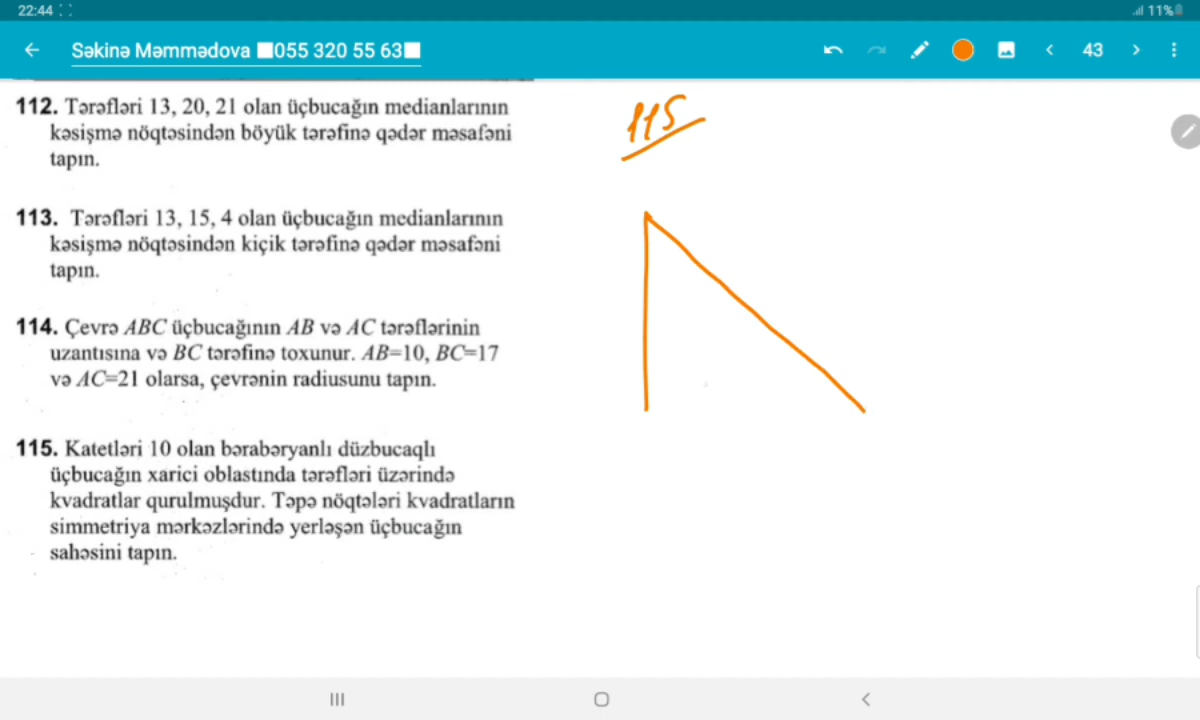 22:44
11%
Səkinə Məmmədova 055 320 55 63
43
112. Tərəfləri 13, 20, 21 olan üçbucağın medianlarının
kəsişmə nöqtəsindən böyük tərəfinə qədər məsafəni
tapın.
113. Tərəfləri 13, 15, 4 olan üçbucağın medianlarının
kəsişmə nöqtəsindən kiçik tərəfinə qədər məsafəni
tapın.
114. Çevrə ABC üçbucağının AB və AC tərəflərinin
uzantısına və BC tərəfinə toxunur. AB=10, BC=17
və AC=21 olarsa, çevrənin radiusunu tapın.
115. Katetləri 10 olan bərabəryanlı düzbucaqlı
üçbucağın xarici oblastında tərəfləri üzərində
kvadratlar qurulmuşdur. Təpə nöqtələri kvadratların
simmetriya mərkəzlərində yerləşən üçbucağın
sahəsini tapın.
115